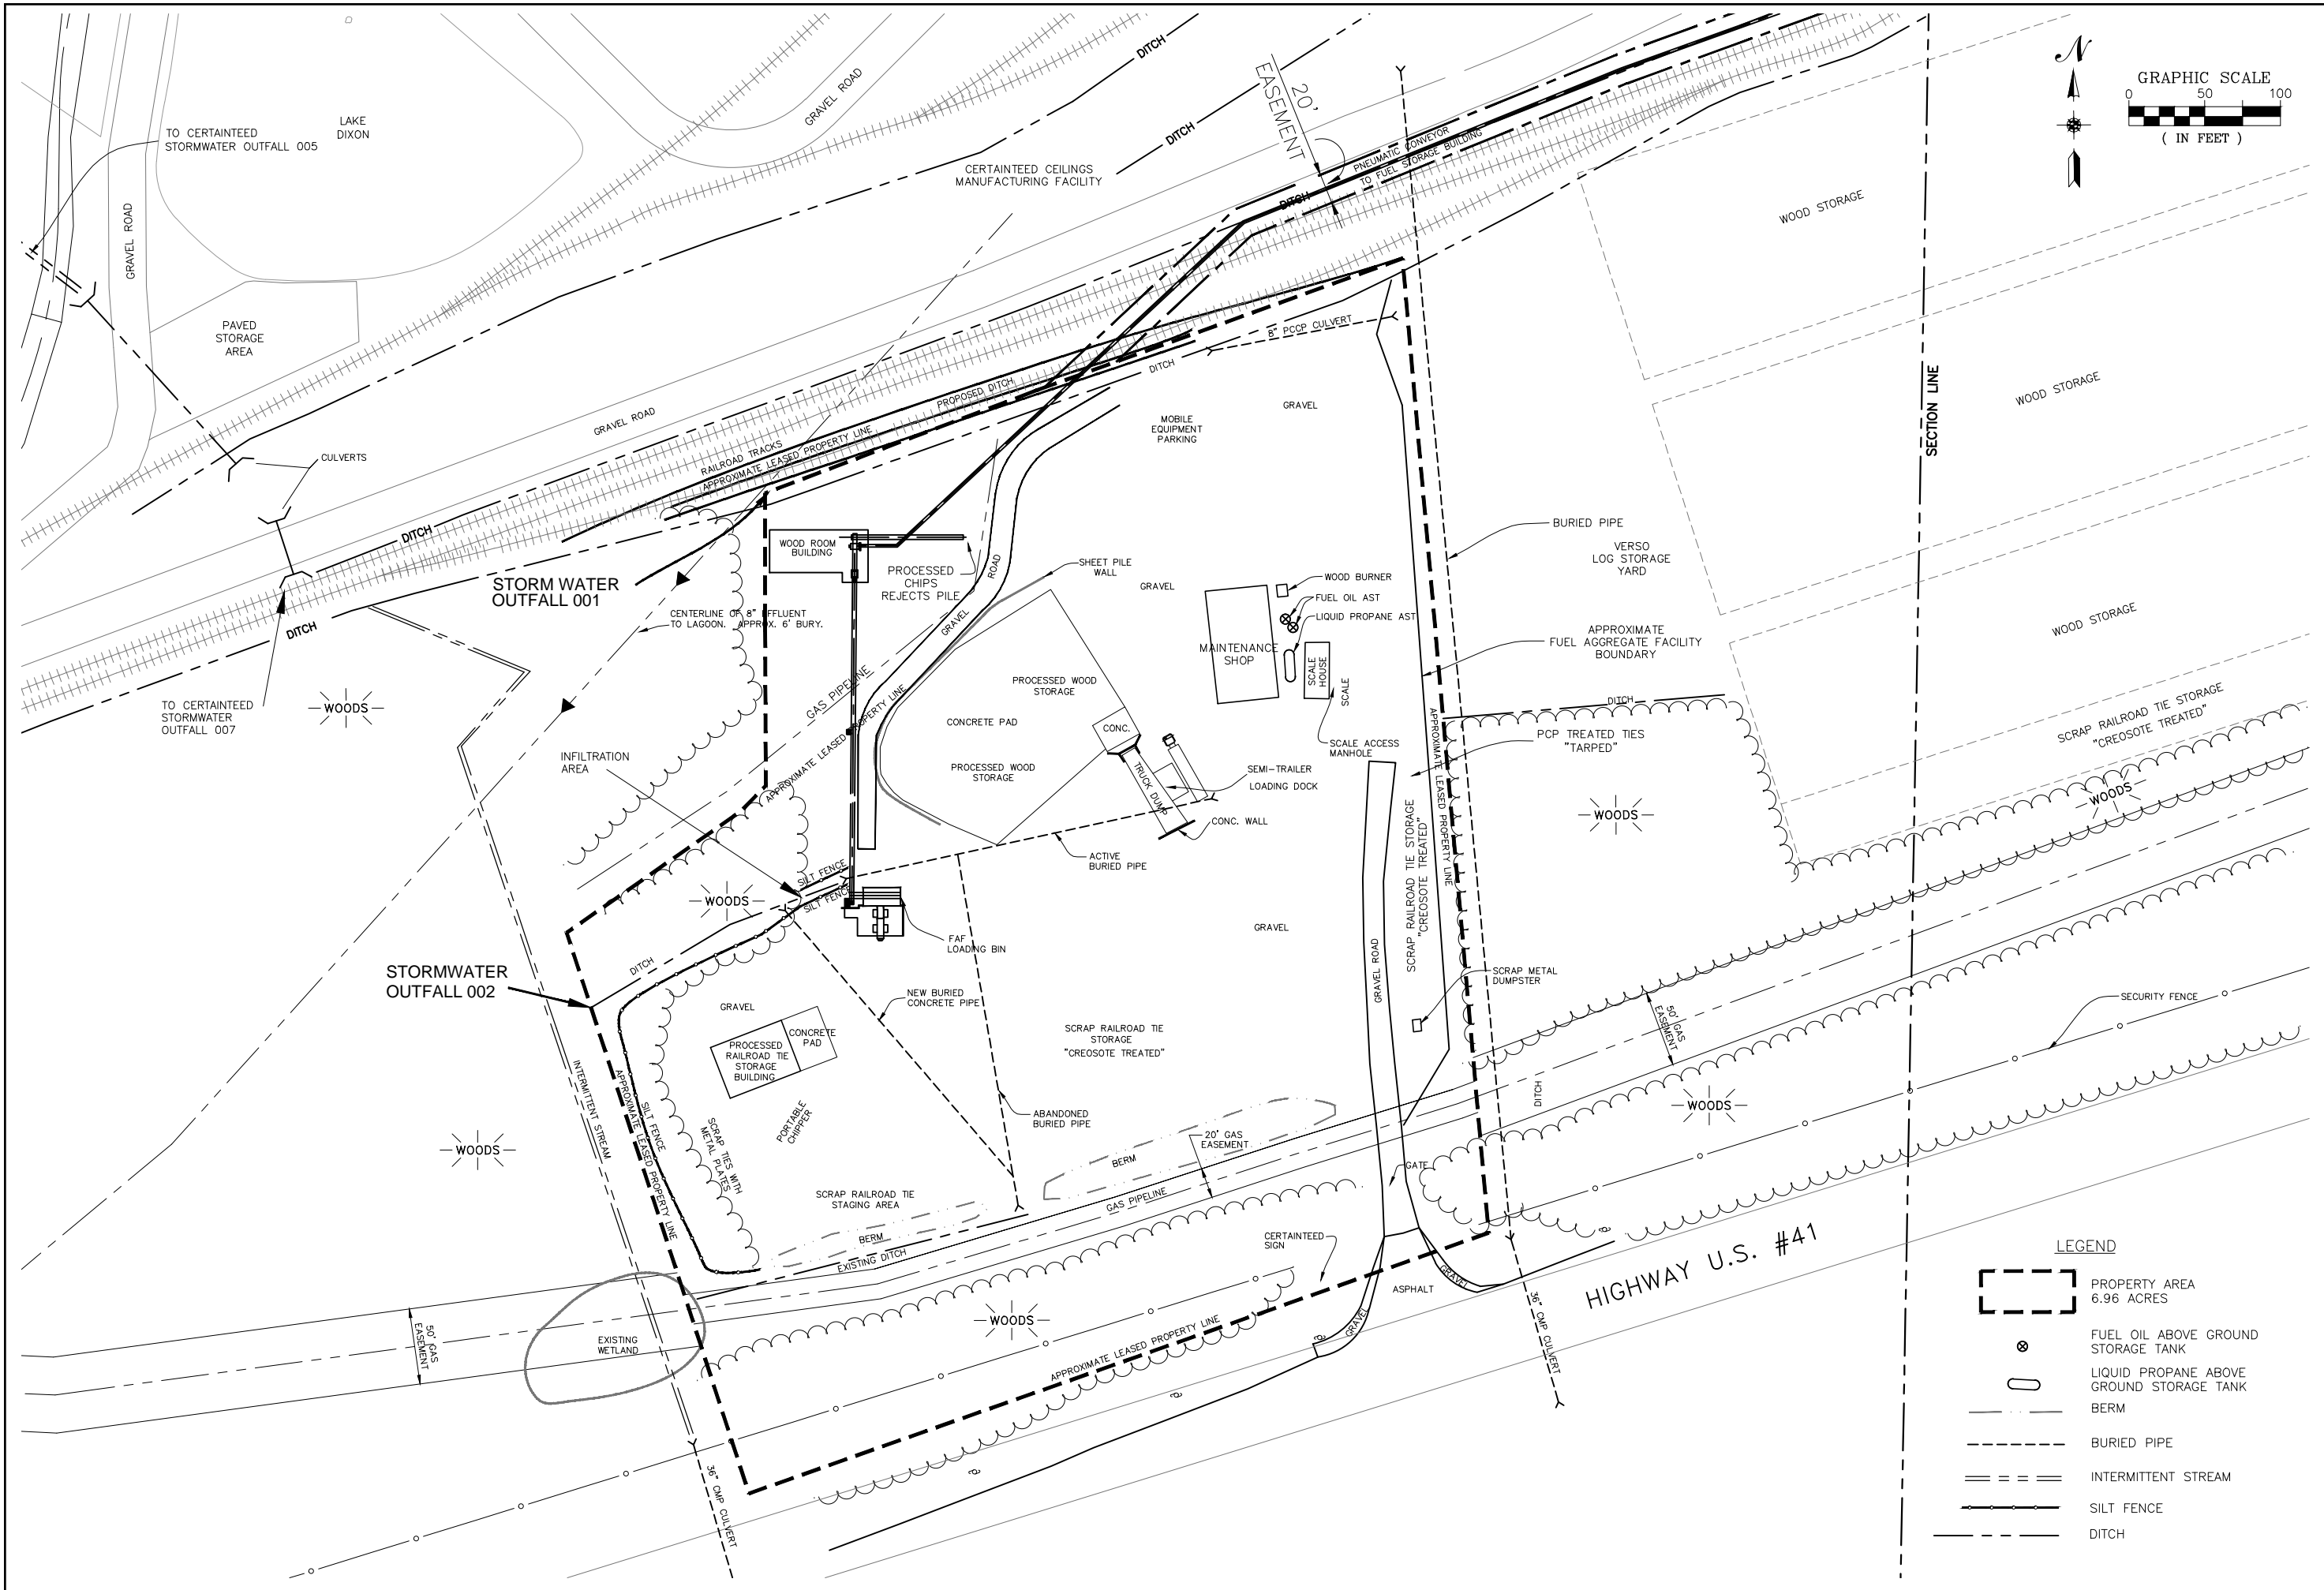 TO CERTAINTEED
STORMWATER OUTFALL 005
LAKE
DIXON
GRAVEL ROAD
GRAVEL ROAD
DITCH
DITCH
CERTAINTEED CEILINGS
MANUFACTURING FACILITY
20'
EASEMENT
PNEUMATIC CONVEYOR
TO FUEL STORAGE BUILDING
DITCH
N
GRAPHIC SCALE
0 50 100
( IN FEET )
WOOD STORAGE
WOOD STORAGE
WOOD STORAGE
SECTION LINE
PAVED
STORAGE
AREA
CULVERTS
GRAVEL ROAD
RAILROAD TRACKS
APPROXIMATE LEASED PROPERTY LINE
PROPOSED DITCH
DITCH
8" PCCP CULVERT
MOBILE
EQUIPMENT
PARKING
GRAVEL
DITCH
DITCH
STORM WATER
OUTFALL 001
WOOD ROOM
BUILDING
PROCESSED
CHIPS
REJECTS PILE
GRAVEL
ROAD
SHEET PILE
WALL
GRAVEL
WOOD BURNER
FUEL OIL AST
LIQUID PROPANE AST
MAINTENANCE
SHOP
SCALE
HOUSE
SCALE
SCALE ACCESS
MANHOLE
BURIED PIPE
VERSO
LOG STORAGE
YARD
APPROXIMATE
FUEL AGGREGATE FACILITY
BOUNDARY
CENTERLINE OF 8" EFFLUENT
TO LAGOON. APPROX. 6' BURY.
TO CERTAINTEED
STORMWATER
OUTFALL 007
WOODS
GAS PIPELINE
APPROXIMATE LEASED PROPERTY LINE
PROCESSED WOOD
STORAGE
CONCRETE PAD
PROCESSED WOOD
STORAGE
CONC.
TRUCK DUMP
SEMI-TRAILER
LOADING DOCK
CONC. WALL
ACTIVE
BURIED PIPE
DITCH
PCP TREATED TIES
"TARPED"
APPROXIMATE LEASED PROPERTY LINE
SCRAP RAILROAD TIE STORAGE
"CREOSOTE TREATED"
WOODS
SCRAP RAILROAD TIE STORAGE
"CREOSOTE TREATED"
WOODS
INFILTRATION
AREA
SILT FENCE
SILT FENCE
WOODS
FAF
LOADING BIN
GRAVEL
GRAVEL ROAD
STORMWATER
OUTFALL 002
DITCH
GRAVEL
NEW BURIED
CONCRETE PIPE
SCRAP METAL
DUMPSTER
50' GAS
EASEMENT
SECURITY FENCE
PROCESSED
RAILROAD TIE
STORAGE
BUILDING
CONCRETE
PAD
SCRAP RAILROAD TIE
STORAGE
"CREOSOTE TREATED"
INTERMITTENT STREAM
APPROXIMATE LEASED PROPERTY LINE
SILT FENCE
SCRAP TIES WITH
METAL PLATES
PORTABLE
CHIPPER
ABANDONED
BURIED PIPE
WOODS
DITCH
WOODS
20' GAS
EASEMENT
BERM
GAS PIPELINE
GATE
SCRAP RAILROAD TIE
STAGING AREA
BERM
EXISTING DITCH
CERTAINTEED
SIGN
GRAVEL
ASPHALT
GRAVEL
HIGHWAY U.S. #41
36" CMP CULVERT
50' GAS
EASEMENT
EXISTING
WETLAND
WOODS
APPROXIMATE LEASED PROPERTY LINE
36" CMP CULVERT
LEGEND
PROPERTY AREA
6.96 ACRES
FUEL OIL ABOVE GROUND
STORAGE TANK
LIQUID PROPANE ABOVE
GROUND STORAGE TANK
BERM
BURIED PIPE
INTERMITTENT STREAM
SILT FENCE
DITCH